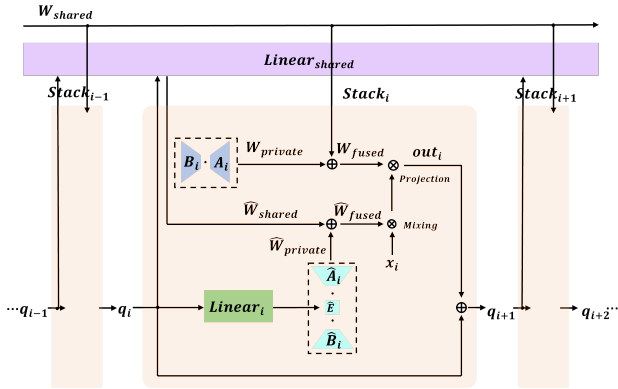 W_shared
Linear_shared
Stack_{i-1}
Stack_i
Stack_{i+1}
B_i · A_i
W_private
W_fused
out_i
Projection
Ŵ_shared
Ŵ_fused
Mixing
Ŵ_private
x_i
Â_i
·
Ê
·
B̂_i
···q_{i-1}
q_i
Linear_i
q_{i+1}
q_{i+2}···